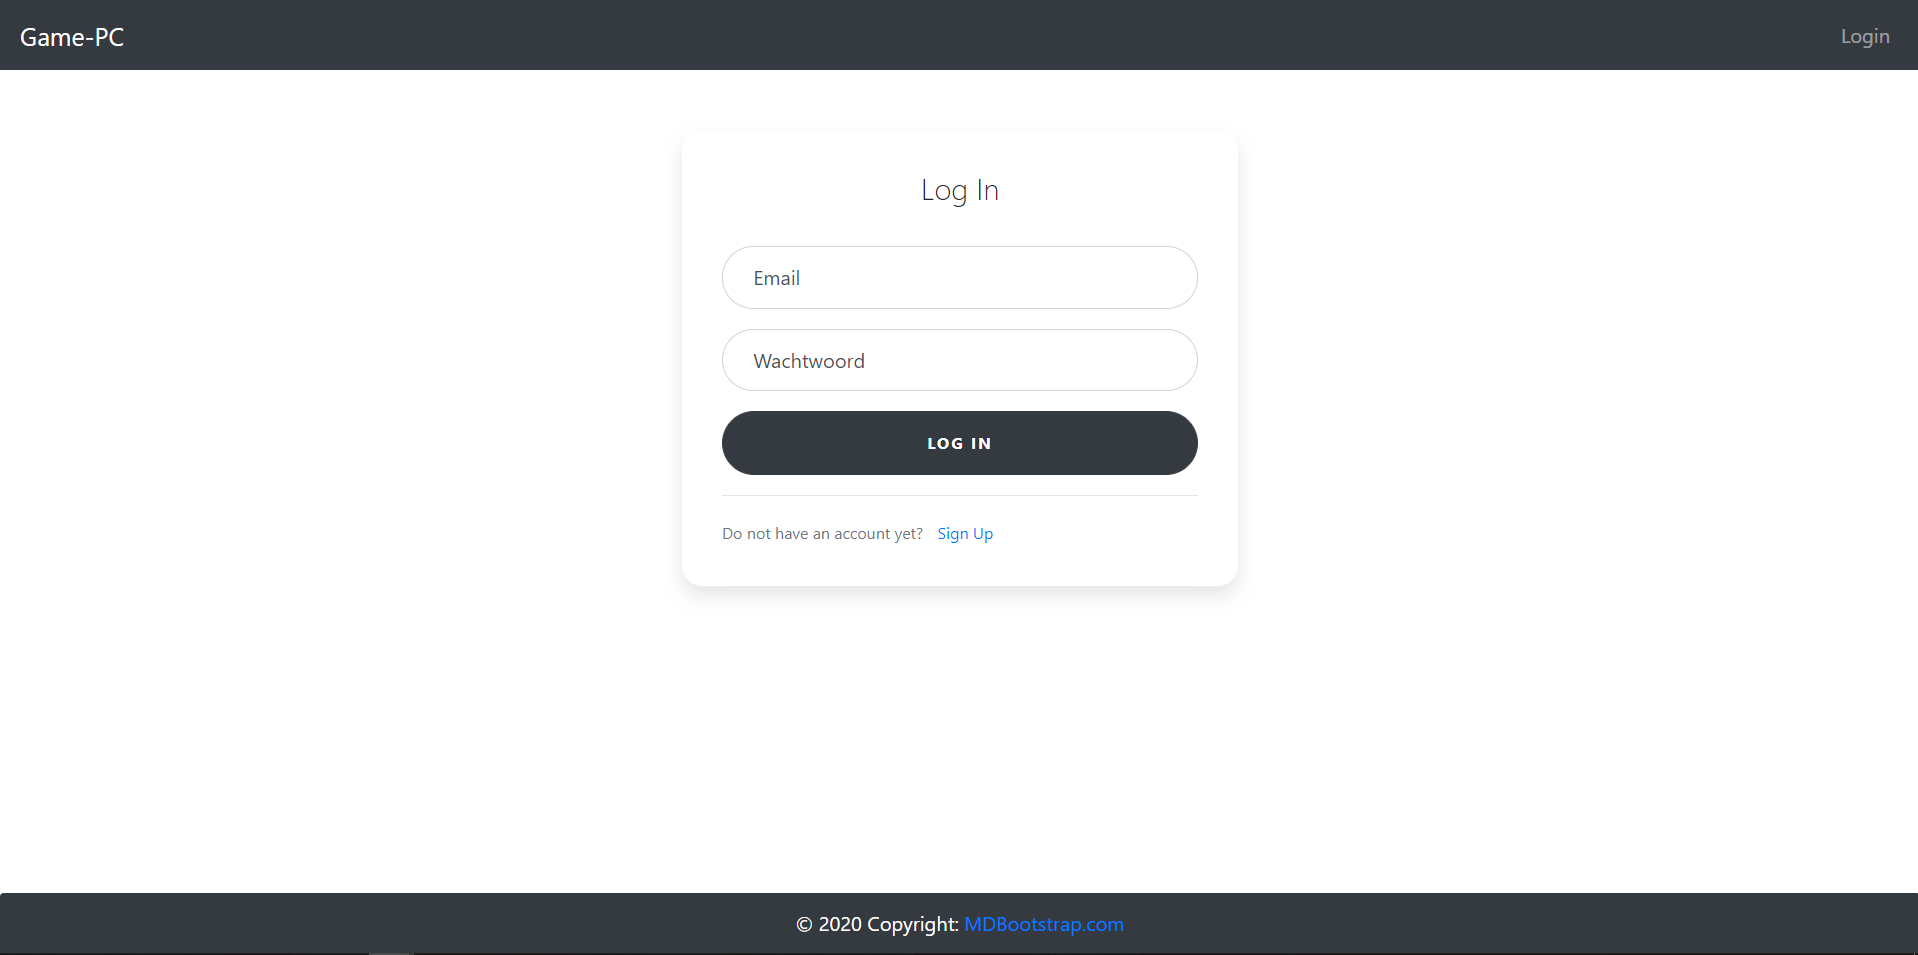 Game-PC
Login
Log In
Email
Wachtwoord
LOG IN
Do not have an account yet? Sign Up
© 2020 Copyright: MDBootstrap.com